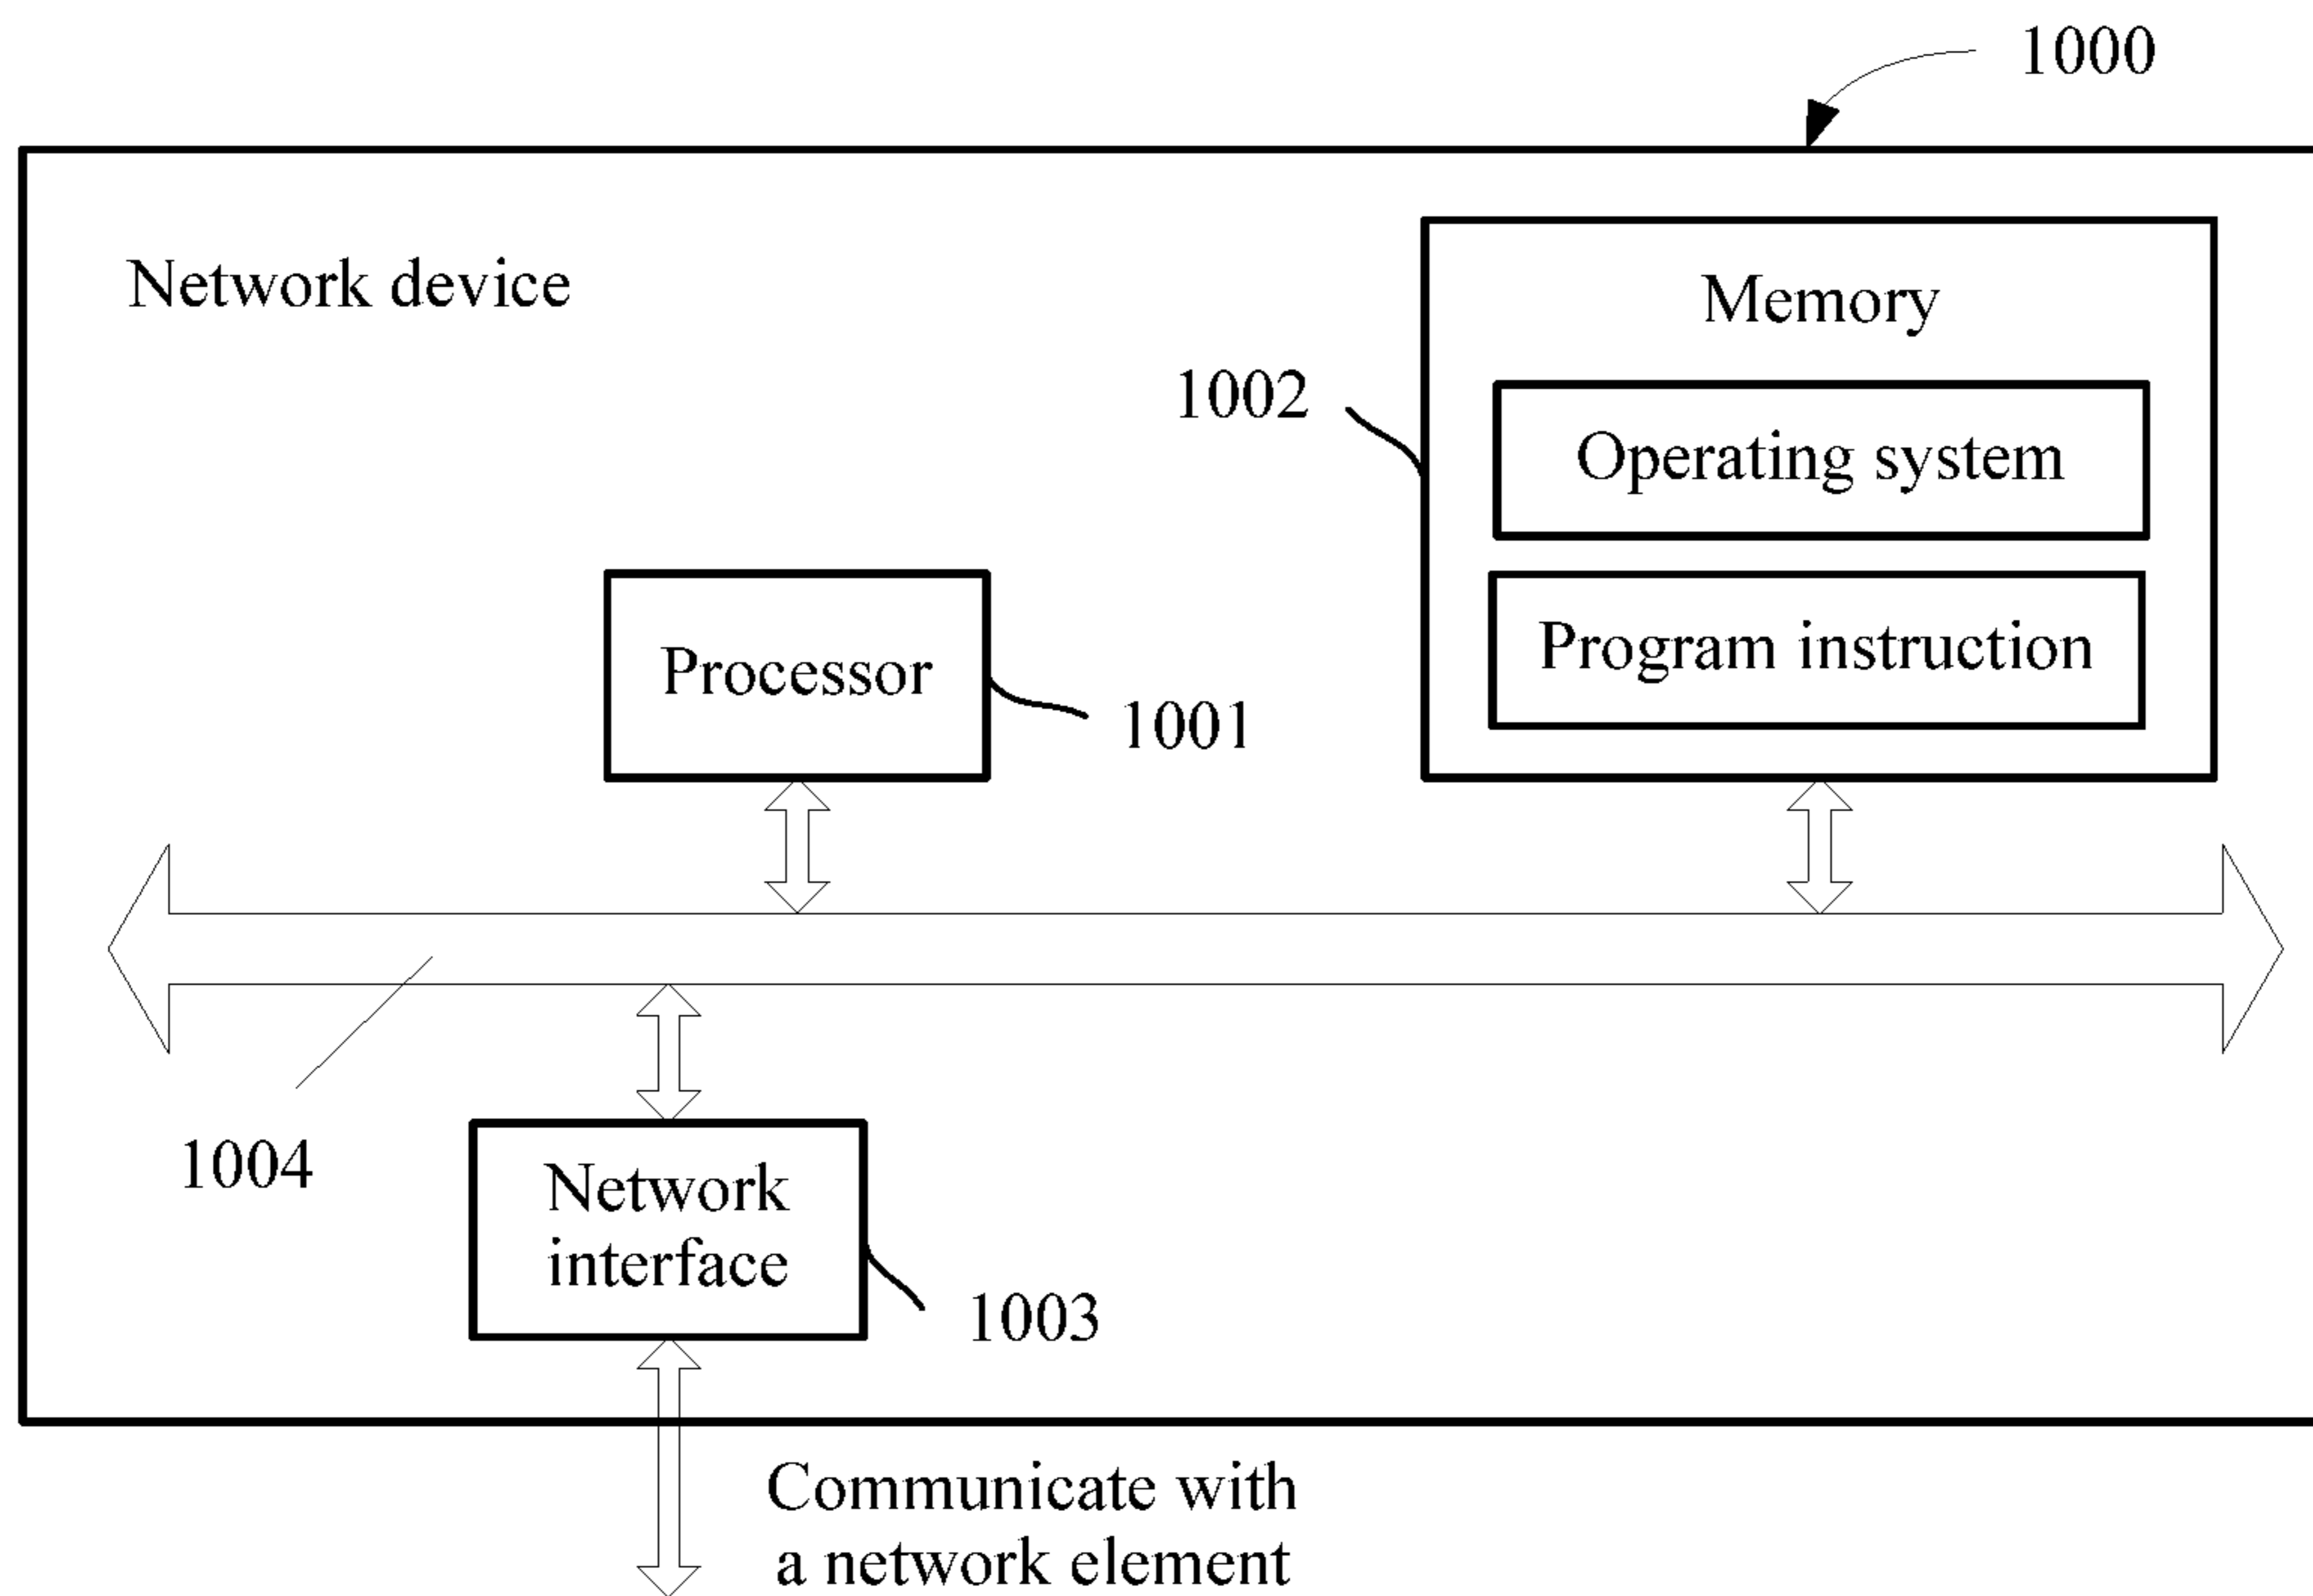 1000
Network device
Memory
1002
Operating system
Program instruction
Processor
1001
1004
Network
interface
1003
Communicate with
a network element